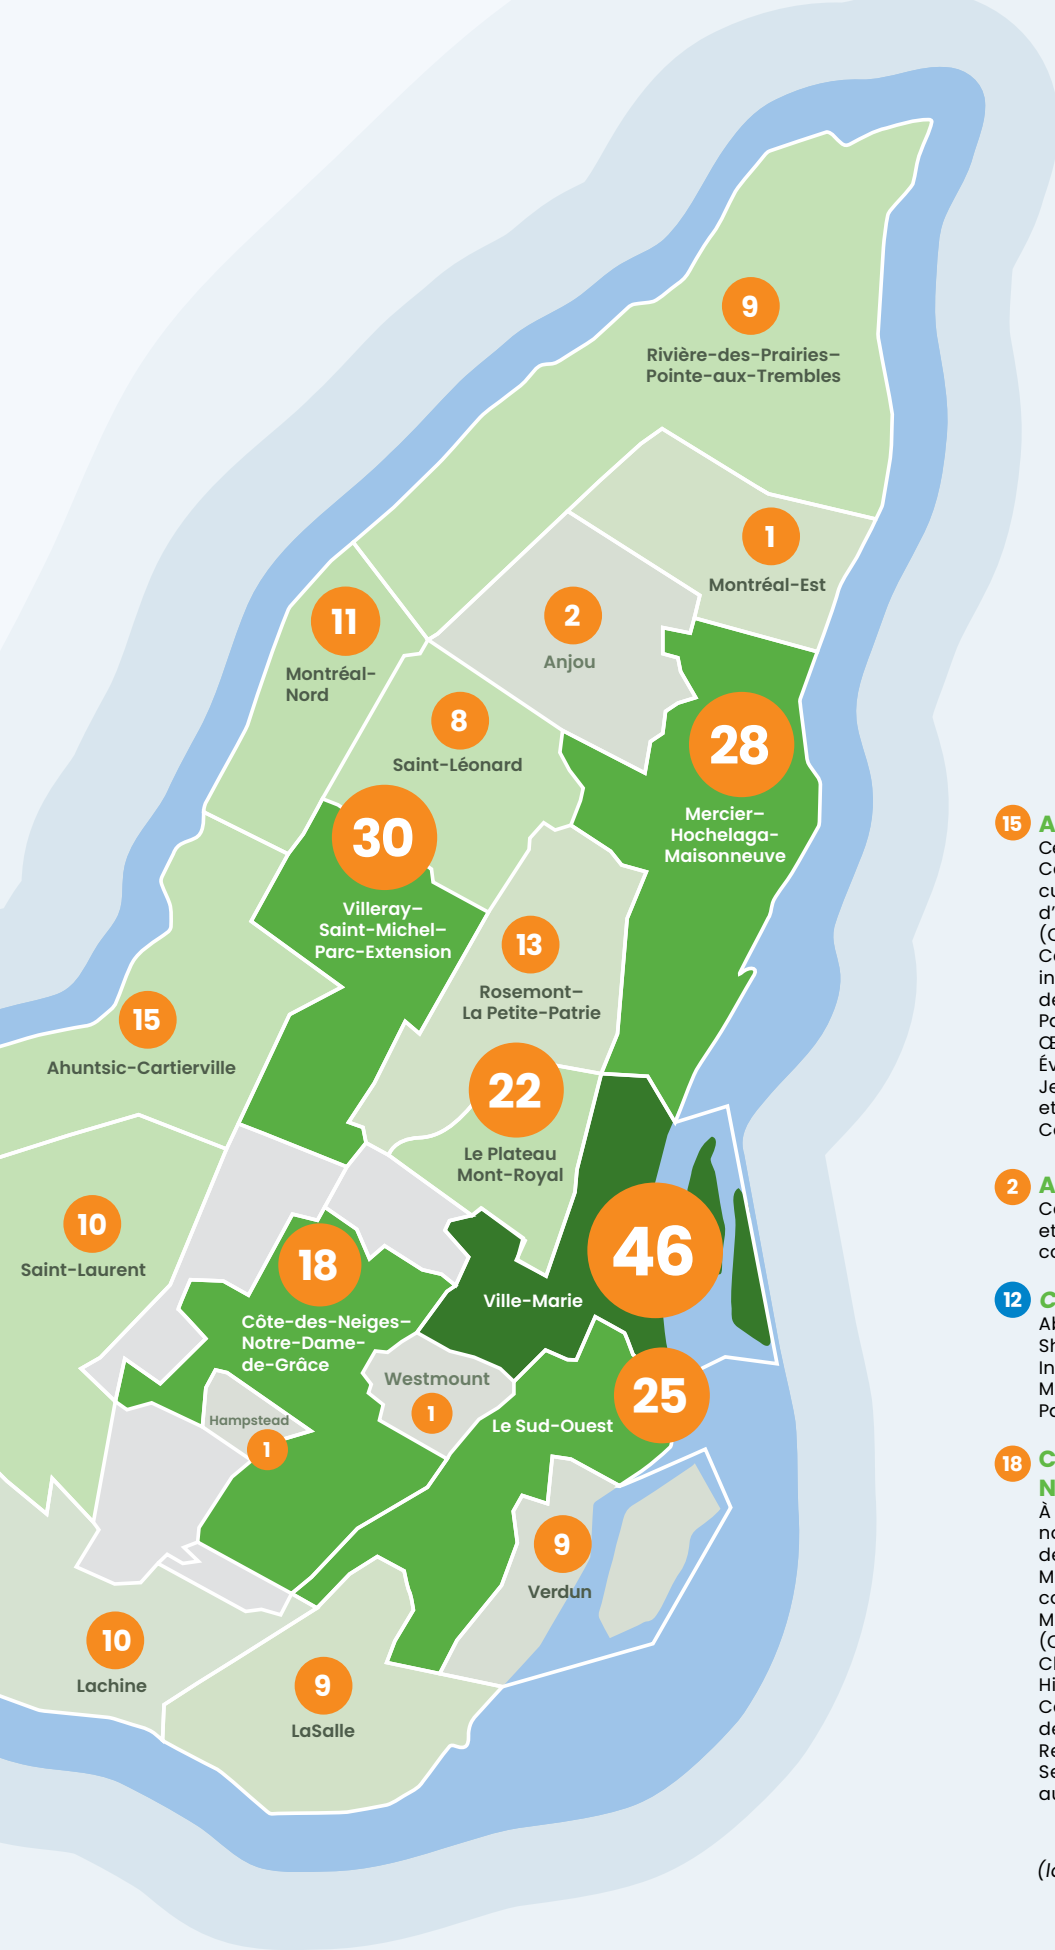 9
Rivière-des-Prairies–
Pointe-aux-Trembles
1
Montréal-Est
2
Anjou
11
Montréal-
Nord
8
Saint-Léonard
28
Mercier–
Hochelaga-
Maisonneuve
30
Villeray–
Saint-Michel–
Parc-Extension
13
Rosemont–
La Petite-Patrie
15
Ahuntsic-Cartierville
22
Le Plateau
Mont-Royal
10
Saint-Laurent
18
Côte-des-Neiges–
Notre-Dame-
de-Grâce
46
Ville-Marie
Westmount
1
Hampstead
1
25
Le Sud-Ouest
9
Verdun
10
Lachine
9
LaSalle
15
2
12
18
À